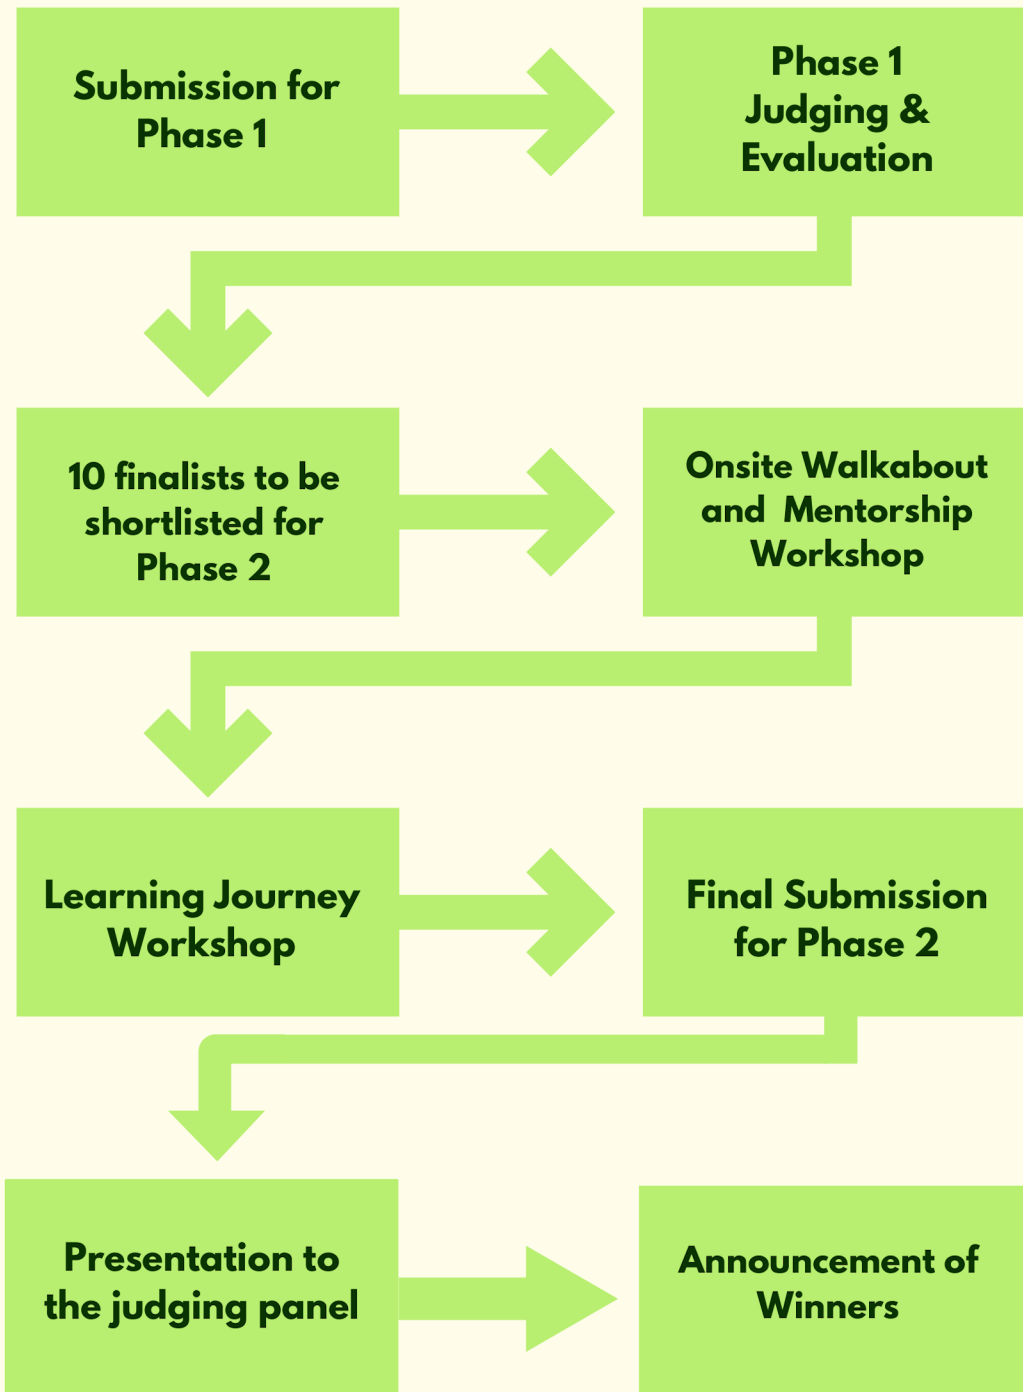 Submission for
Phase 1
Phase 1
Judging &
Evaluation
10 finalists to be
shortlisted for
Phase 2
Onsite Walkabout
and  Mentorship
Workshop
Learning Journey
Workshop
Final Submission
for Phase 2
Presentation to
the judging panel
Announcement of
Winners